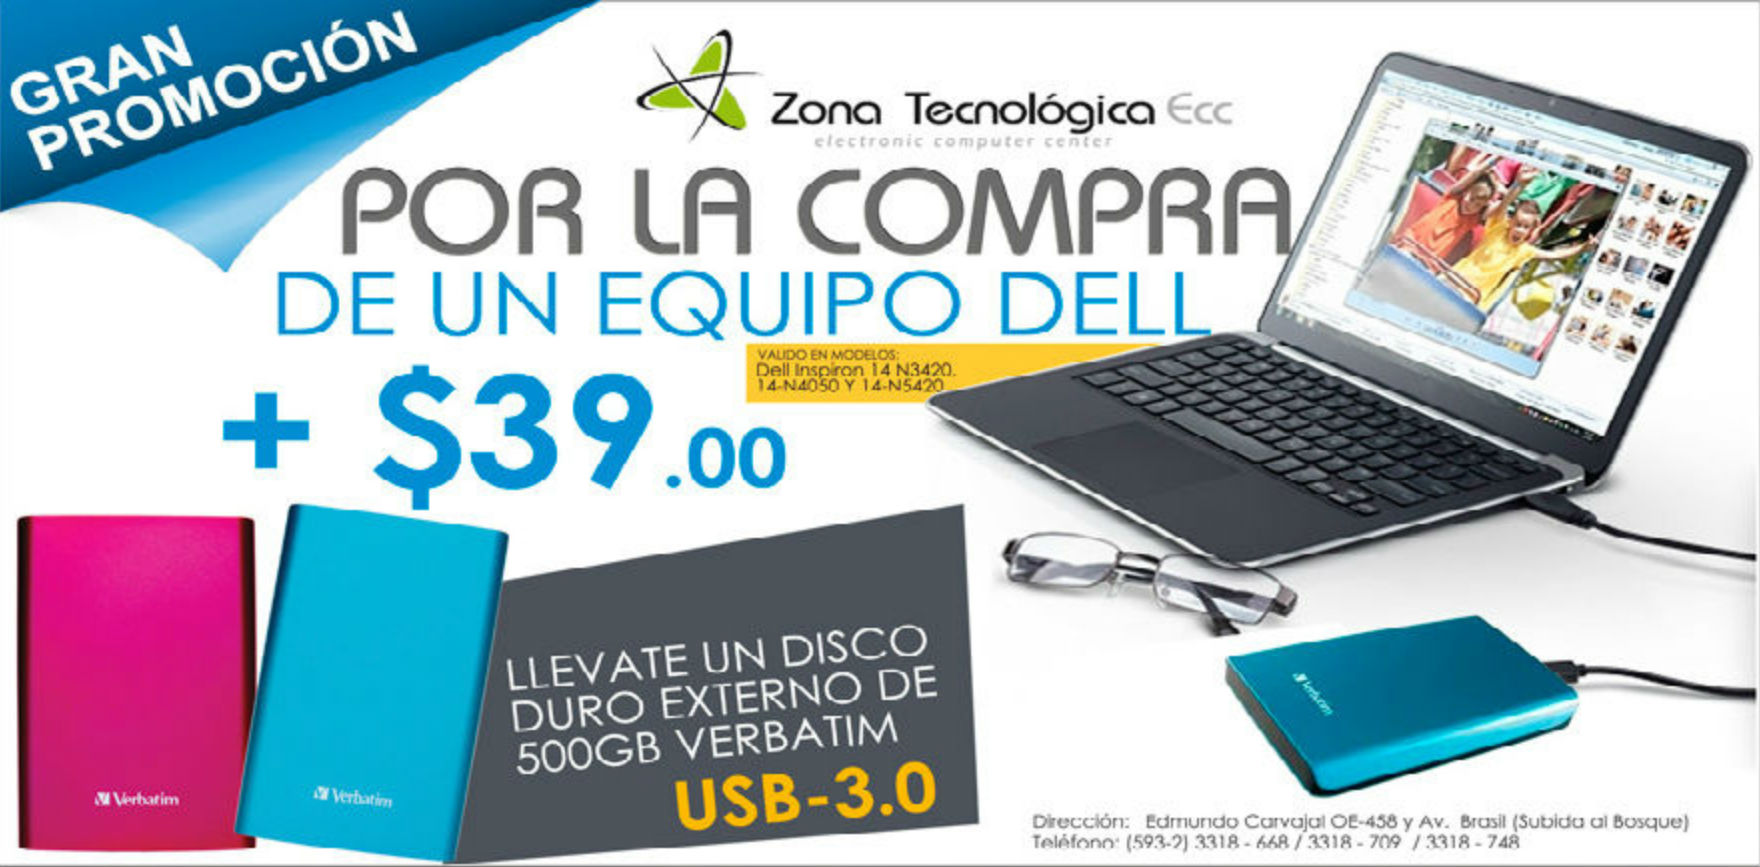 GRAN
PROMOCIÓN
Zona Tecnológica Ecc
electronic computer center
POR LA COMPRA
DE UN EQUIPO DELL
VALIDO EN MODELOS:
Dell Inspiron 14 N3420.
14-N4050 Y 14-N5420
+ $39.00
LLEVATE UN DISCO
DURO EXTERNO DE
500GB VERBATIM
USB-3.0
Verbatim
Verbatim
Verbatim
Dirección: Edmundo Carvajal OE-458 y Av. Brasil (Subida al Bosque)
Teléfono: (593-2) 3318 - 668 / 3318 - 709 / 3318 - 748